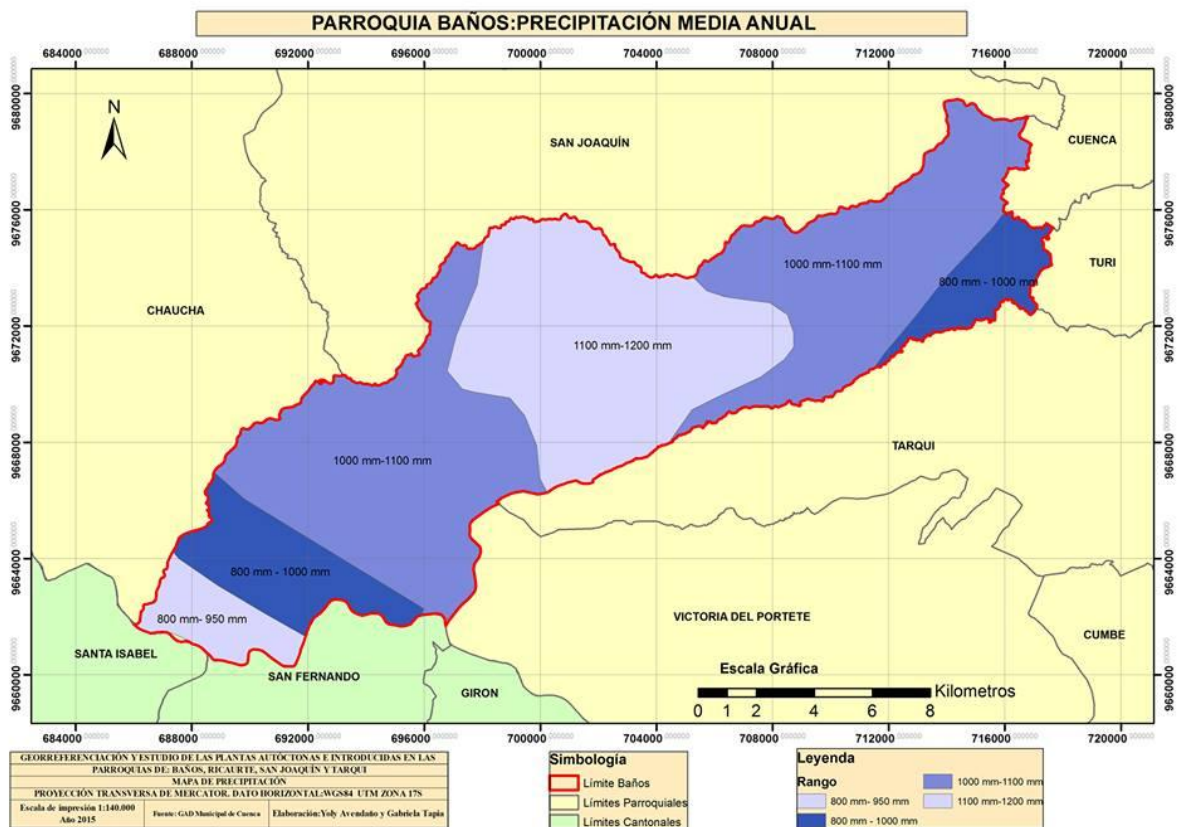 PARROQUIA BAÑOS:PRECIPITACIÓN MEDIA ANUAL
684000 688000 692000 696000 700000 704000 708000 712000 716000 720000
9680000 9680000
9676000 9676000
9672000 9672000
9668000 9668000
9664000 9664000
9660000 9660000
N
SAN JOAQUÍN
CUENCA
TURI
CHAUCHA
1000 mm-1100 mm
800 mm - 1000 mm
1100 mm-1200 mm
1000 mm-1100 mm
TARQUI
800 mm - 1000 mm
800 mm- 950 mm
VICTORIA DEL PORTETE
CUMBE
SANTA ISABEL
SAN FERNANDO
GIRON
Escala Gráfica
Kilometros
0 1 2 4 6 8
684000 688000 692000 696000 700000 704000 708000 712000 716000 720000
GEORREFERENCIACIÓN Y ESTUDIO DE LAS PLANTAS AUTÓCTONAS E INTRODUCIDAS EN LAS
PARROQUIAS DE: BAÑOS, RICAURTE, SAN JOAQUÍN Y TARQUI
MAPA DE PRECIPITACIÓN
PROYECCIÓN TRANSVERSA DE MERCATOR. DATO HORIZONTAL:WGS84 UTM ZONA 17S
Escala de impresión 1:140.000
Año 2015
Fuente: GAD Municipal de Cuenca
Elaboración:Yoly Avendaño y Gabriela Tapia
Simbología
Límite Baños
Límites Parroquiales
Límites Cantonales
Leyenda
Rango
800 mm- 950 mm
800 mm - 1000 mm
1000 mm-1100 mm
1100 mm-1200 mm